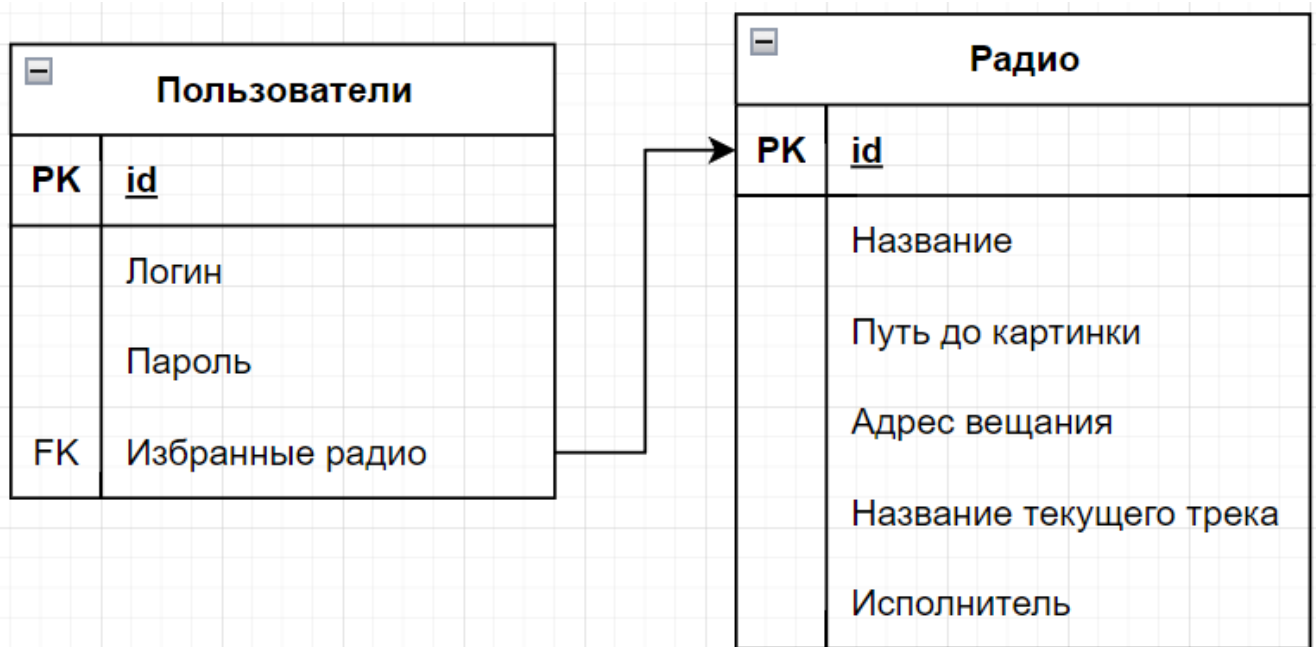 Пользователи
PK id
Логин
Пароль
FK Избранные радио
Радио
PK id
Название
Путь до картинки
Адрес вещания
Название текущего трека
Исполнитель